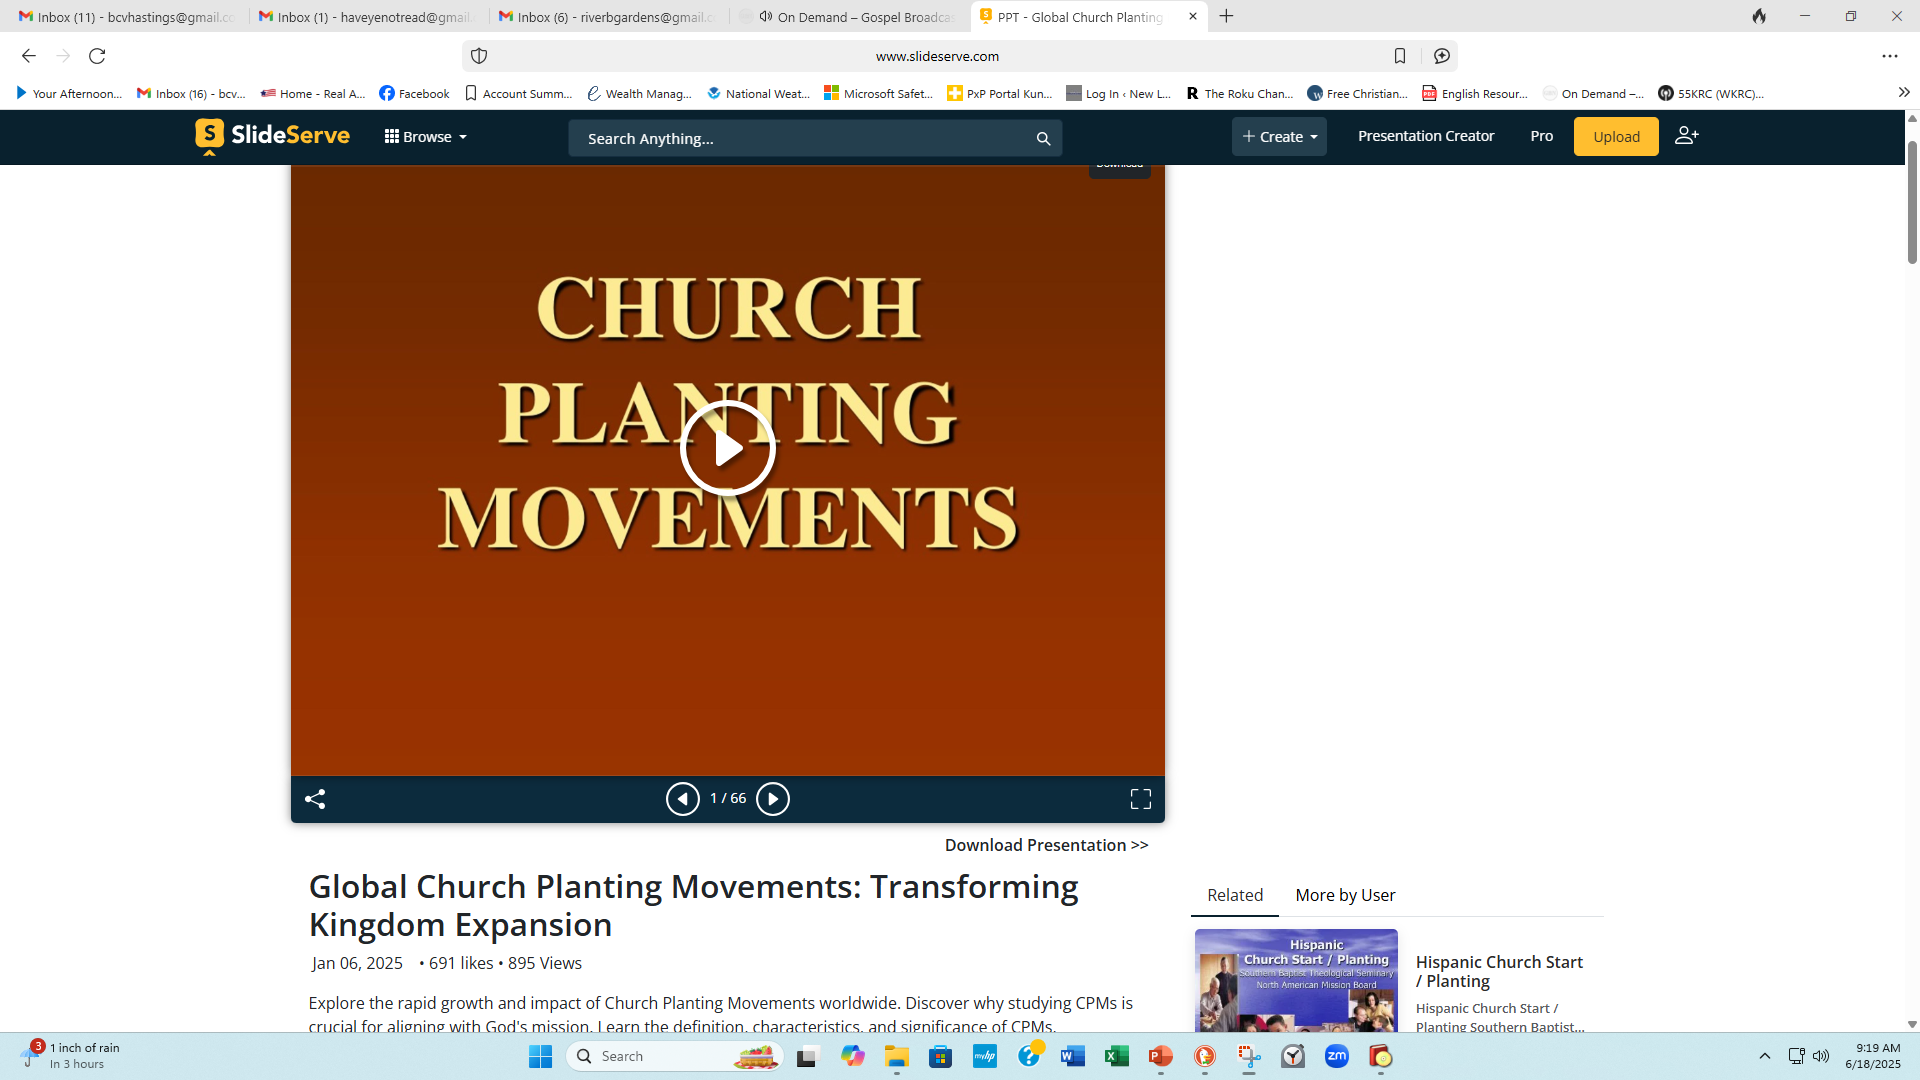 Inbox (11) - bcvhastings@gmail.co
Inbox (1) - haveyenotread@gmail.
Inbox (6) - riverbgardens@gmail.c
On Demand – Gospel Broadcas
PPT - Global Church Planting
www.slideserve.com
Your Afternoon...
Inbox (16) - bcv...
Home - Real A...
Facebook
Account Summ...
Wealth Manag...
National Weat...
Microsoft Safet...
PxP Portal Kun...
Log In ‹ New L...
The Roku Chan...
Free Christian...
English Resour...
On Demand –...
55KRC (WKRC)...
SlideServe
Browse
Search Anything...
+ Create
Presentation Creator
Pro
Upload
Download
CHURCH
PLANTING
MOVEMENTS
1 / 66
Download Presentation >>
Global Church Planting Movements: Transforming
Kingdom Expansion
Jan 06, 2025 • 691 likes • 895 Views
Explore the rapid growth and impact of Church Planting Movements worldwide. Discover why studying CPMs is
crucial for aligning with God's mission. Learn the definition, characteristics, and significance of CPMs.
Related
More by User
Hispanic
Church Start / Planting
Southern Baptist Theological Seminary
North American Mission Board
Hispanic Church Start
/ Planting
Hispanic Church Start /
Planting Southern Baptist...
3
1 inch of rain
In 3 hours
Search
myhp
zm
9:19 AM
6/18/2025